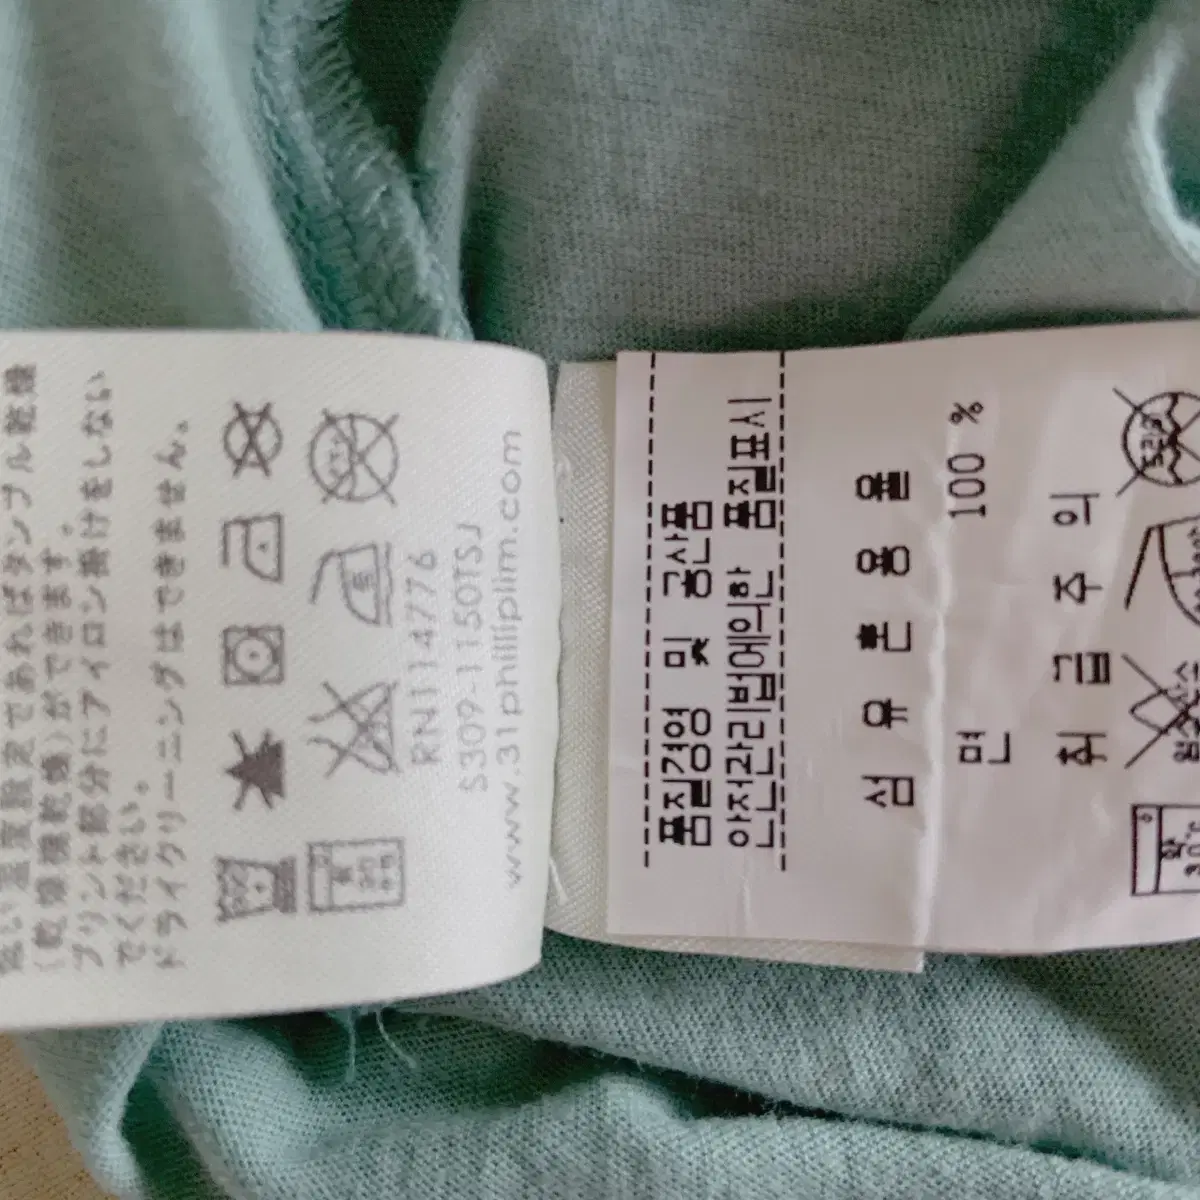 低い温度設定であればタンブル乾燥
(乾燥機乾燥)ができます。
プリント部分にアイロン掛けをしない
でください。
ドライクリーニングはできません。
RN114776
S309-1150TSJ
www.31philliplim.com
품질경영 및 공산품
안전관리법에의한 품질표시
섬 유 혼 용 율
면 100 %
취 급 주 의
드라이
30℃